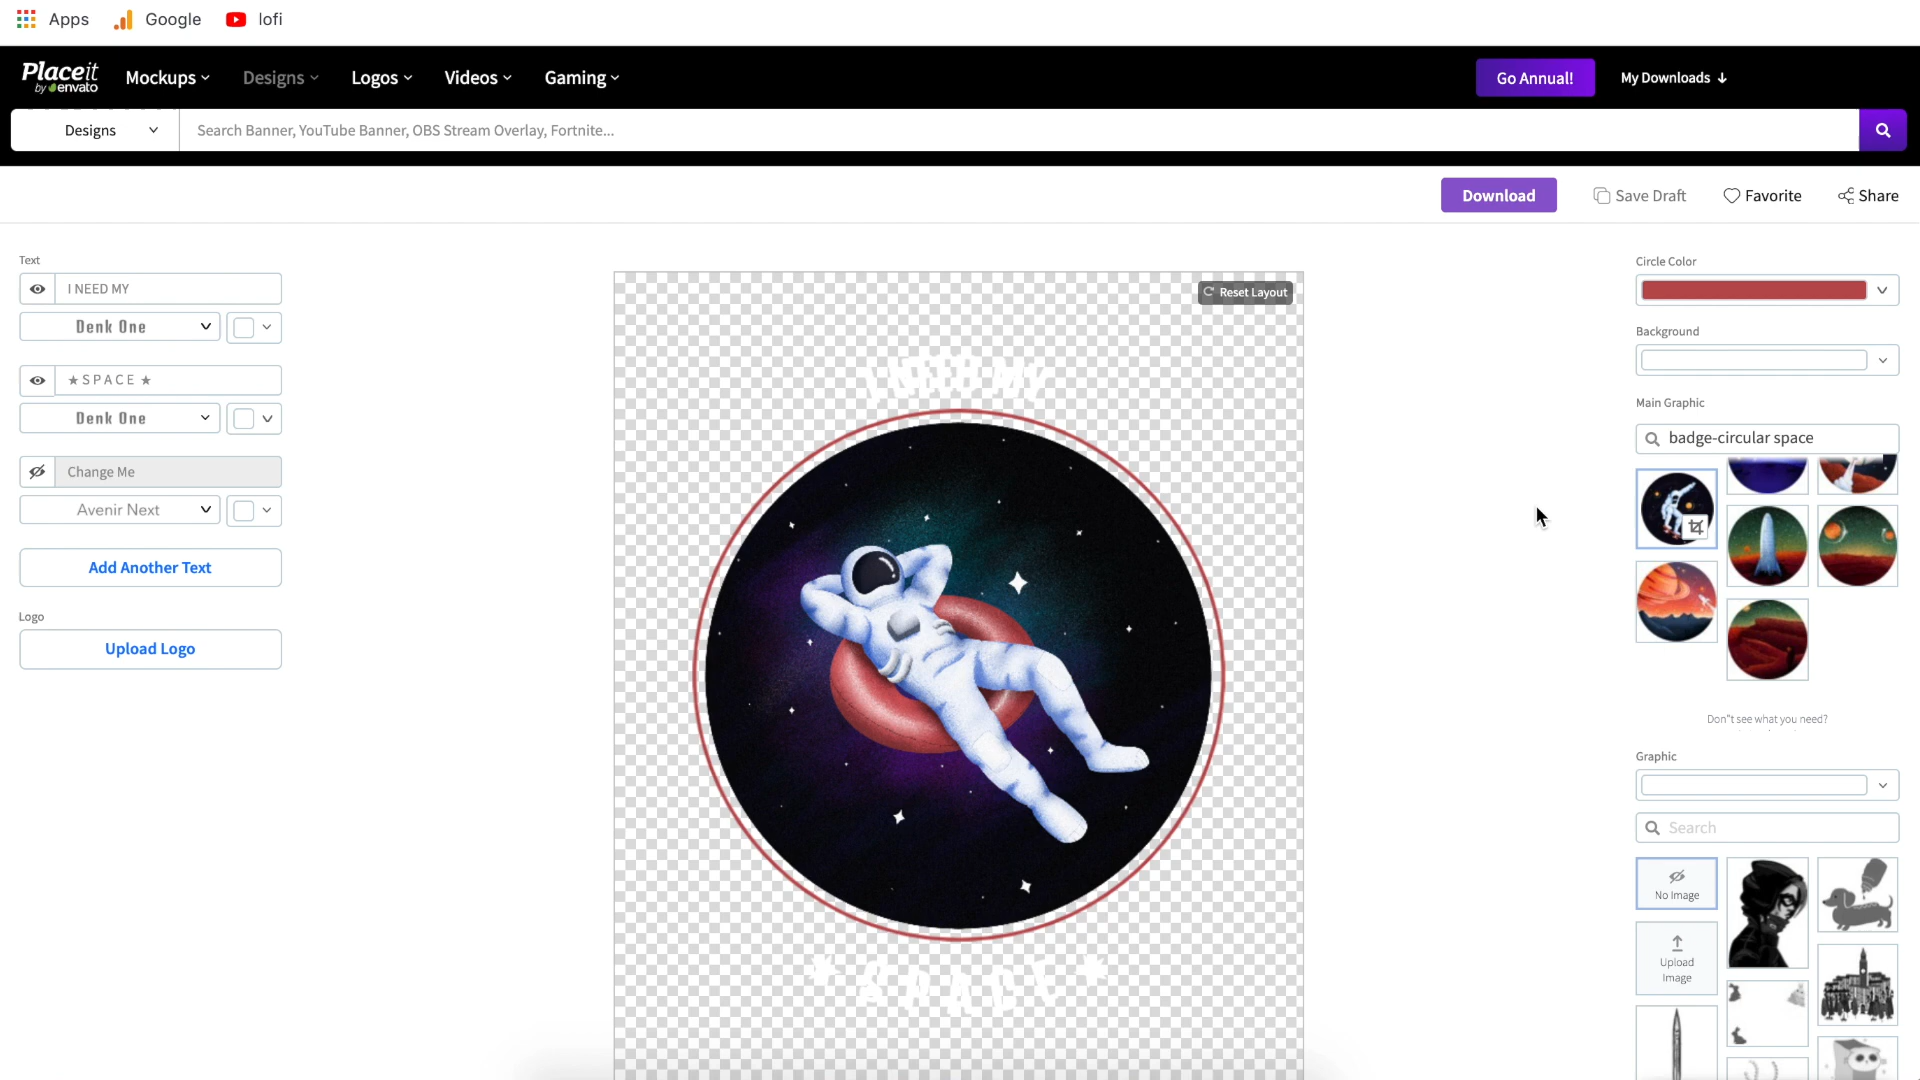 Apps
Google
lofi
Placeit
by envato
Mockups
Designs
Logos
Videos
Gaming
Go Annual!
My Downloads
Designs
Search Banner, YouTube Banner, OBS Stream Overlay, Fortnite...
Download
Save Draft
Favorite
Share
Text
I NEED MY
Denk One
★ S P A C E ★
Denk One
Change Me
Avenir Next
Add Another Text
Logo
Upload Logo
Reset Layout
I NEED MY
★ S P A C E ★
Circle Color
Background
Main Graphic
badge-circular space
Don"t see what you need?
Graphic
Search
No Image
Upload
Image